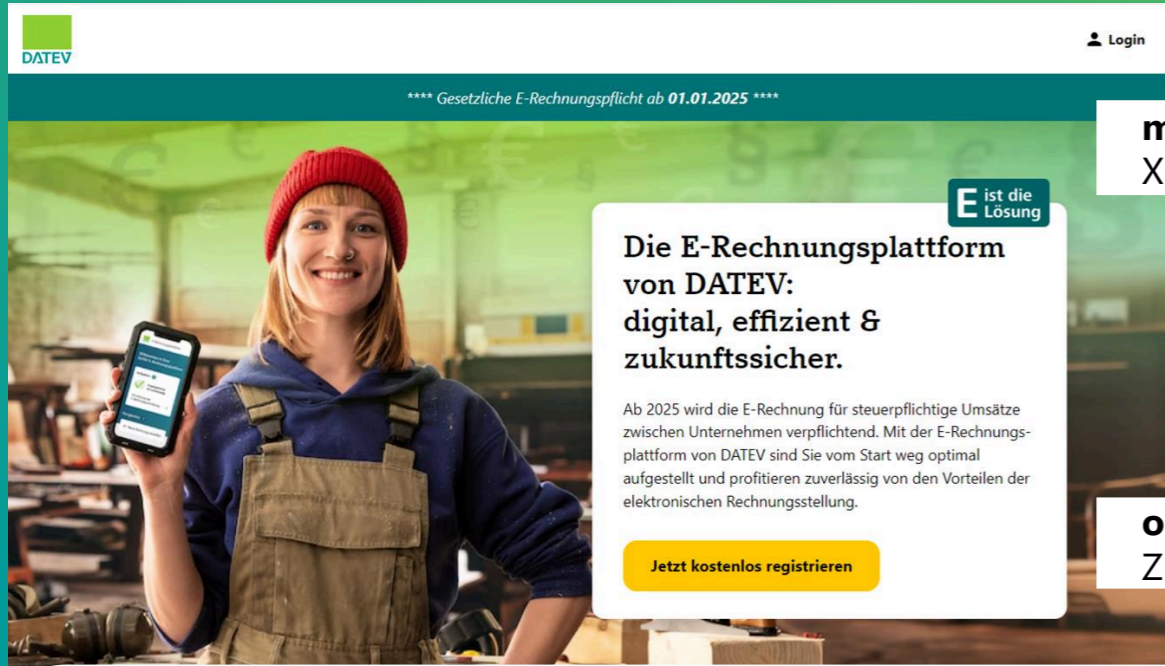 DATEV
Login
**** Gesetzliche E-Rechnungspflicht ab 01.01.2025 ****
E ist die
Lösung
Die E-Rechnungsplattform
von DATEV:
digital, effizient &
zukunftssicher.
Ab 2025 wird die E-Rechnung für steuerpflichtige Umsätze
zwischen Unternehmen verpflichtend. Mit der E-Rechnungs-
plattform von DATEV sind Sie vom Start weg optimal
aufgestellt und profitieren zuverlässig von den Vorteilen der
elektronischen Rechnungsstellung.
Jetzt kostenlos registrieren